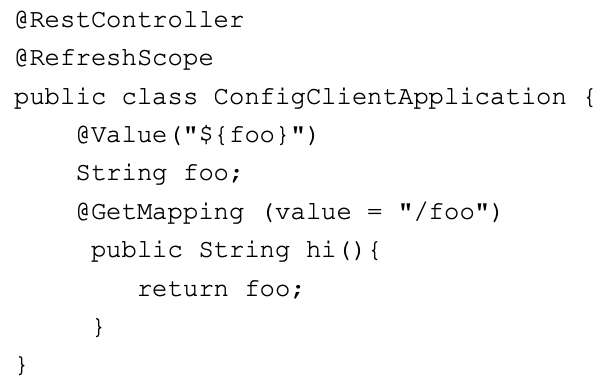 @RestController
@RefreshScope
public class ConfigClientApplication {
    @Value("${foo}")
    String foo;
    @GetMapping (value = "/foo")
     public String hi(){
        return foo;
     }
}